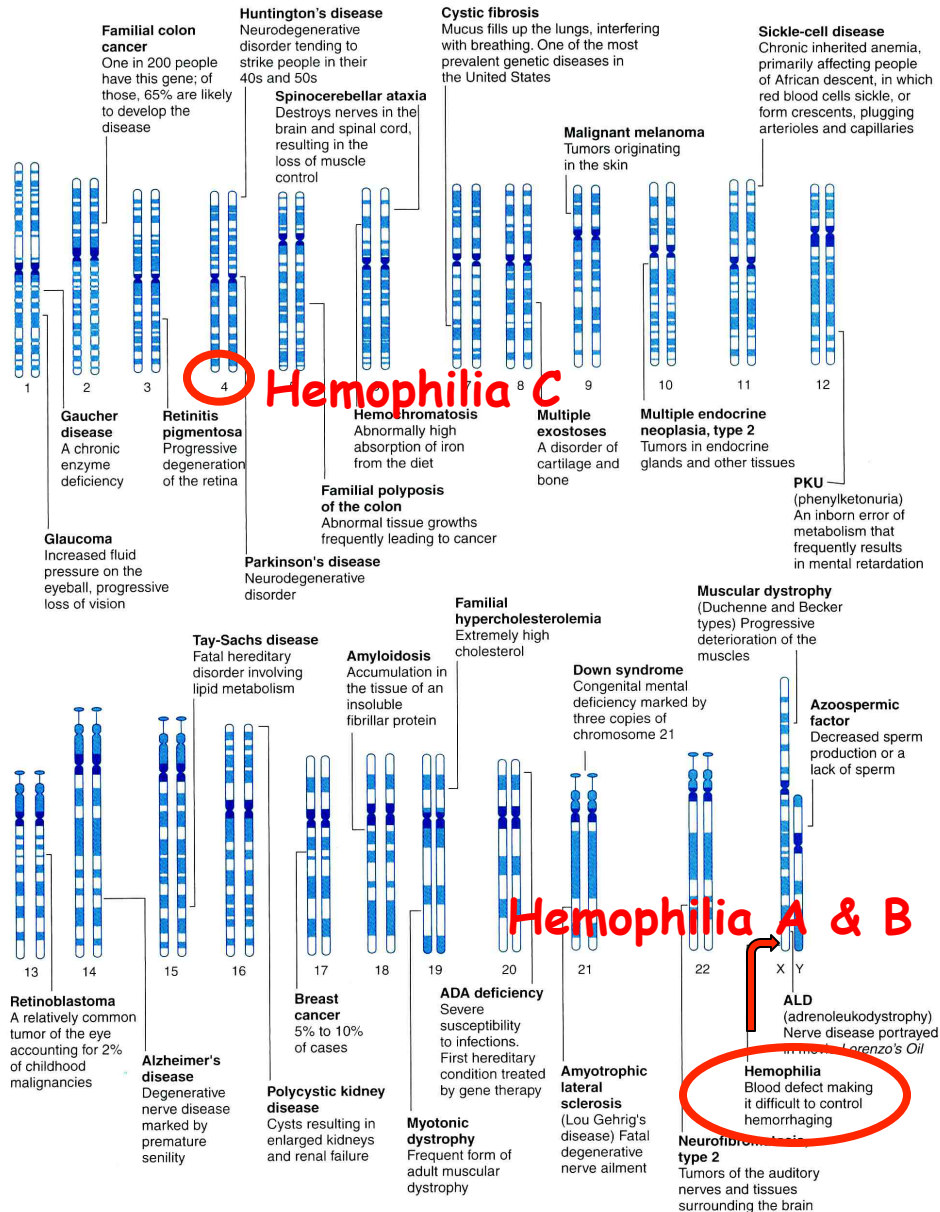 Familial colon
cancer
One in 200 people
have this gene; of
those, 65% are likely
to develop the
disease
Huntington's disease
Neurodegenerative
disorder tending to
strike people in their
40s and 50s
Spinocerebellar ataxia
Destroys nerves in the
brain and spinal cord,
resulting in the
loss of muscle
control
Cystic fibrosis
Mucus fills up the lungs, interfering
with breathing. One of the most
prevalent genetic diseases in
the United States
Malignant melanoma
Tumors originating
in the skin
Sickle-cell disease
Chronic inherited anemia,
primarily affecting people
of African descent, in which
red blood cells sickle, or
form crescents, plugging
arterioles and capillaries
1 2 3 4 7 8 9 10 11 12
Hemophilia C
Gaucher
disease
A chronic
enzyme
deficiency
Retinitis
pigmentosa
Progressive
degeneration
of the retina
Hemochromatosis
Abnormally high
absorption of iron
from the diet
Multiple
exostoses
A disorder of
cartilage and
bone
Multiple endocrine
neoplasia, type 2
Tumors in endocrine
glands and other tissues
PKU
(phenylketonuria)
An inborn error of
metabolism that
frequently results
in mental retardation
Familial polyposis
of the colon
Abnormal tissue growths
frequently leading to cancer
Glaucoma
Increased fluid
pressure on the
eyeball, progressive
loss of vision
Parkinson's disease
Neurodegenerative
disorder
Tay-Sachs disease
Fatal hereditary
disorder involving
lipid metabolism
Amyloidosis
Accumulation in
the tissue of an
insoluble
fibrillar protein
Familial
hypercholesterolemia
Extremely high
cholesterol
Down syndrome
Congenital mental
deficiency marked by
three copies of
chromosome 21
Muscular dystrophy
(Duchenne and Becker
types) Progressive
deterioration of the
muscles
Azoospermic
factor
Decreased sperm
production or a
lack of sperm
Hemophilia A & B
13 14 15 16 17 18 19 20 21 22 X Y
Retinoblastoma
A relatively common
tumor of the eye
accounting for 2%
of childhood
malignancies
Alzheimer's
disease
Degenerative
nerve disease
marked by
premature
senility
Polycystic kidney
disease
Cysts resulting in
enlarged kidneys
and renal failure
Breast
cancer
5% to 10%
of cases
Myotonic
dystrophy
Frequent form of
adult muscular
dystrophy
ADA deficiency
Severe
susceptibility
to infections.
First hereditary
condition treated
by gene therapy
Amyotrophic
lateral
sclerosis
(Lou Gehrig's
disease) Fatal
degenerative
nerve ailment
ALD
(adrenoleukodystrophy)
Nerve disease portrayed
in movie Lorenzo's Oil
Hemophilia
Blood defect making
it difficult to control
hemorrhaging
Neurofibromatosis,
type 2
Tumors of the auditory
nerves and tissues
surrounding the brain